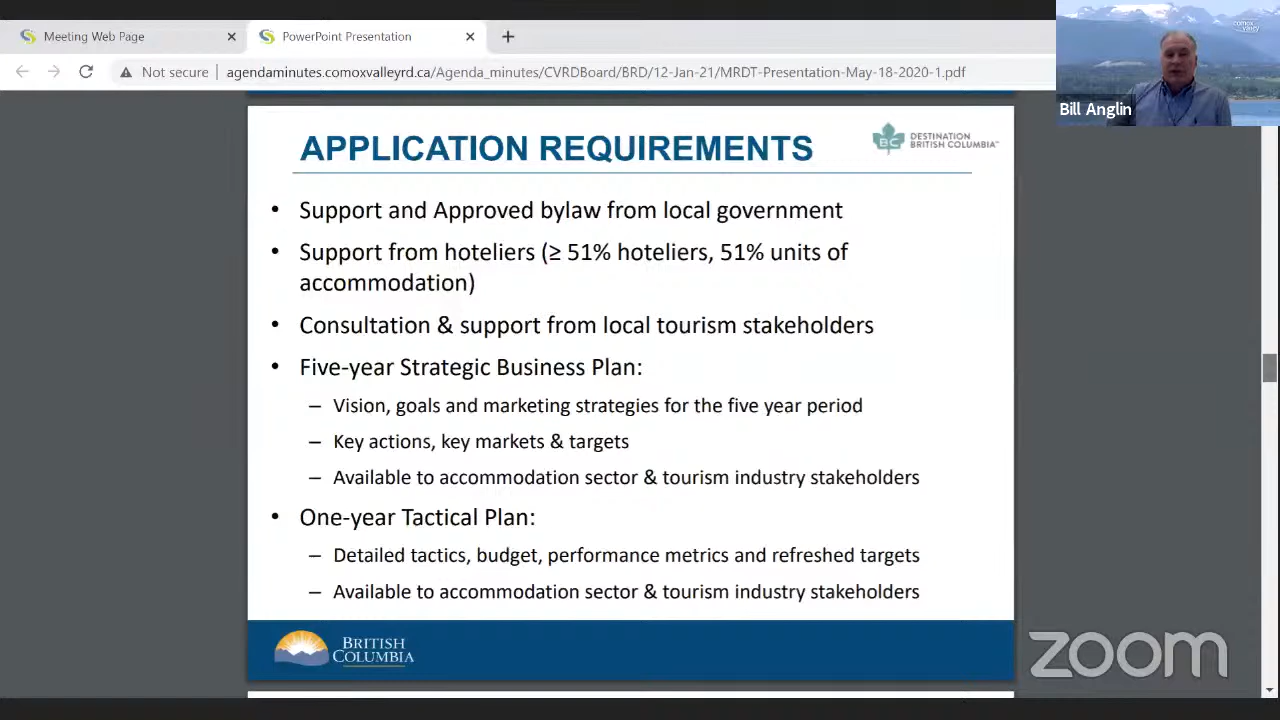 Meeting Web Page
PowerPoint Presentation
Not secure | agendaminutes.comoxvalleyrd.ca/Agenda_minutes/CVRDBoard/BRD/12-Jan-21/MRDT-Presentation-May-18-2020-1.pdf
comox valley
Bill Anglin
APPLICATION REQUIREMENTS
BC
DESTINATION
BRITISH COLUMBIA™
• Support and Approved bylaw from local government
• Support from hoteliers (≥ 51% hoteliers, 51% units of
accommodation)
• Consultation & support from local tourism stakeholders
• Five-year Strategic Business Plan:
– Vision, goals and marketing strategies for the five year period
– Key actions, key markets & targets
– Available to accommodation sector & tourism industry stakeholders
• One-year Tactical Plan:
– Detailed tactics, budget, performance metrics and refreshed targets
– Available to accommodation sector & tourism industry stakeholders
BRITISH
COLUMBIA
zoom